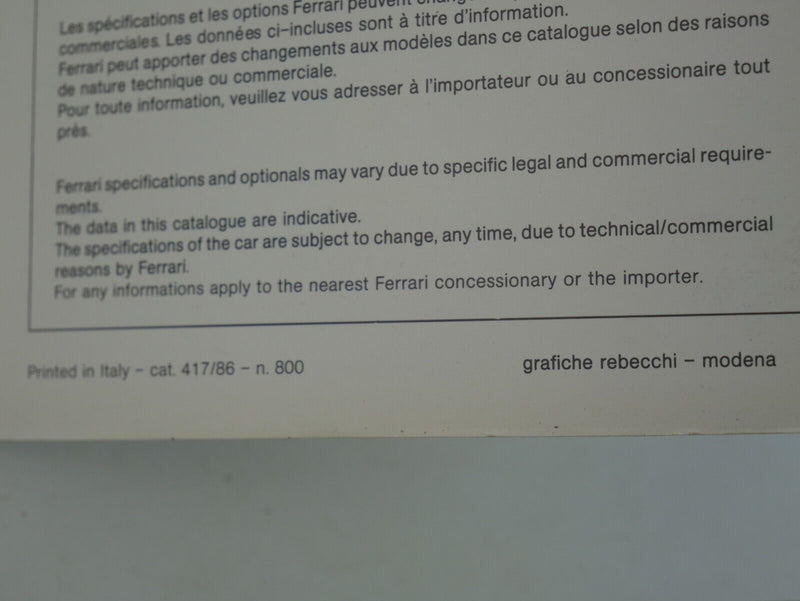 Les spécifications et les options Ferrari peuvent
commerciales. Les données ci-incluses sont à titre d'information.
Ferrari peut apporter des changements aux modèles dans ce catalogue selon des raisons
de nature technique ou commerciale.
Pour toute information, veuillez vous adresser à l'importateur ou au concessionaire tout
près.
Ferrari specifications and optionals may vary due to specific legal and commercial require-
ments.
The data in this catalogue are indicative.
The specifications of the car are subject to change, any time, due to technical/commercial
reasons by Ferrari.
For any informations apply to the nearest Ferrari concessionary or the importer.
Printed in Italy – cat. 417/86 – n. 800
grafiche rebecchi – modena